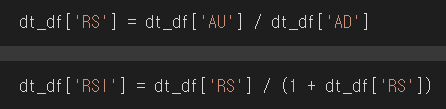 dt_df['RS'] = dt_df['AU'] / dt_df['AD']
dt_df['RSI'] = dt_df['RS'] / (1 + dt_df['RS'])